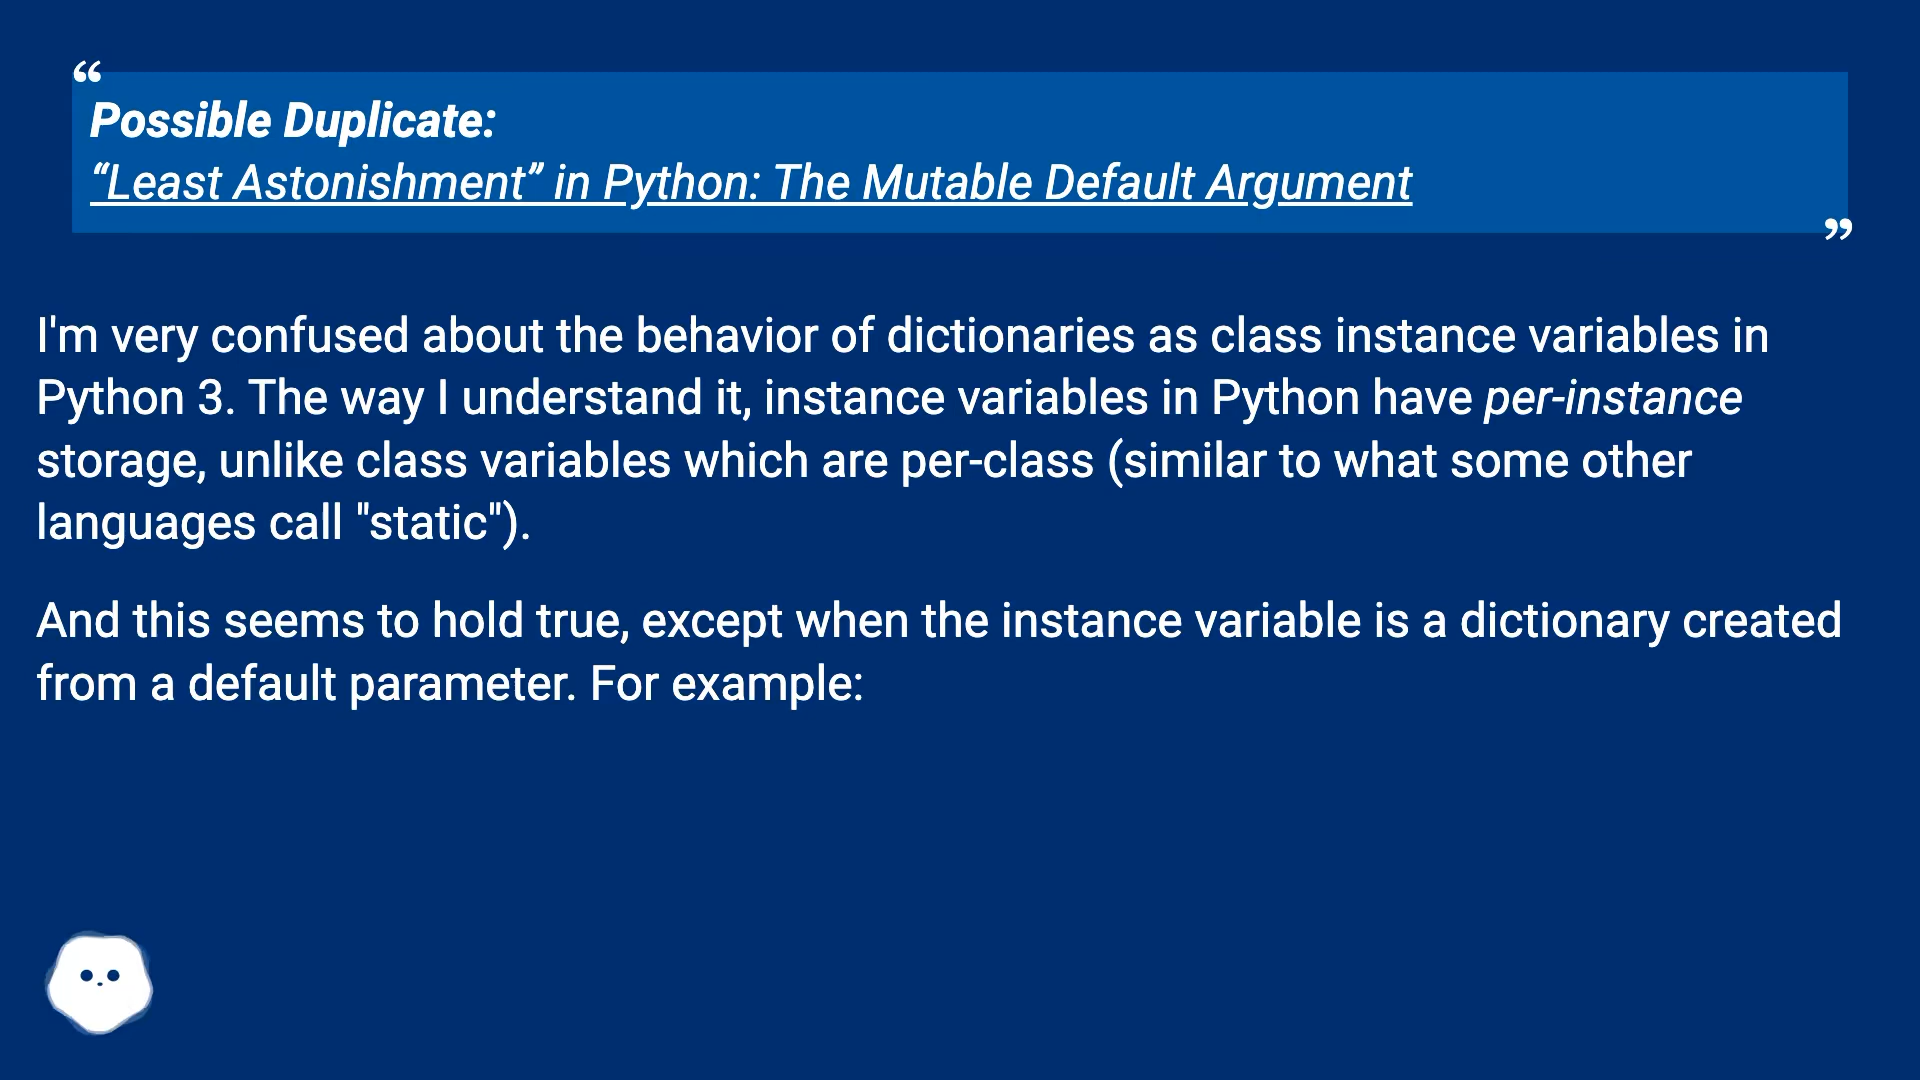 “
Possible Duplicate:
“Least Astonishment” in Python: The Mutable Default Argument
”
I'm very confused about the behavior of dictionaries as class instance variables in
Python 3. The way I understand it, instance variables in Python have per-instance
storage, unlike class variables which are per-class (similar to what some other
languages call "static").
And this seems to hold true, except when the instance variable is a dictionary created
from a default parameter. For example: